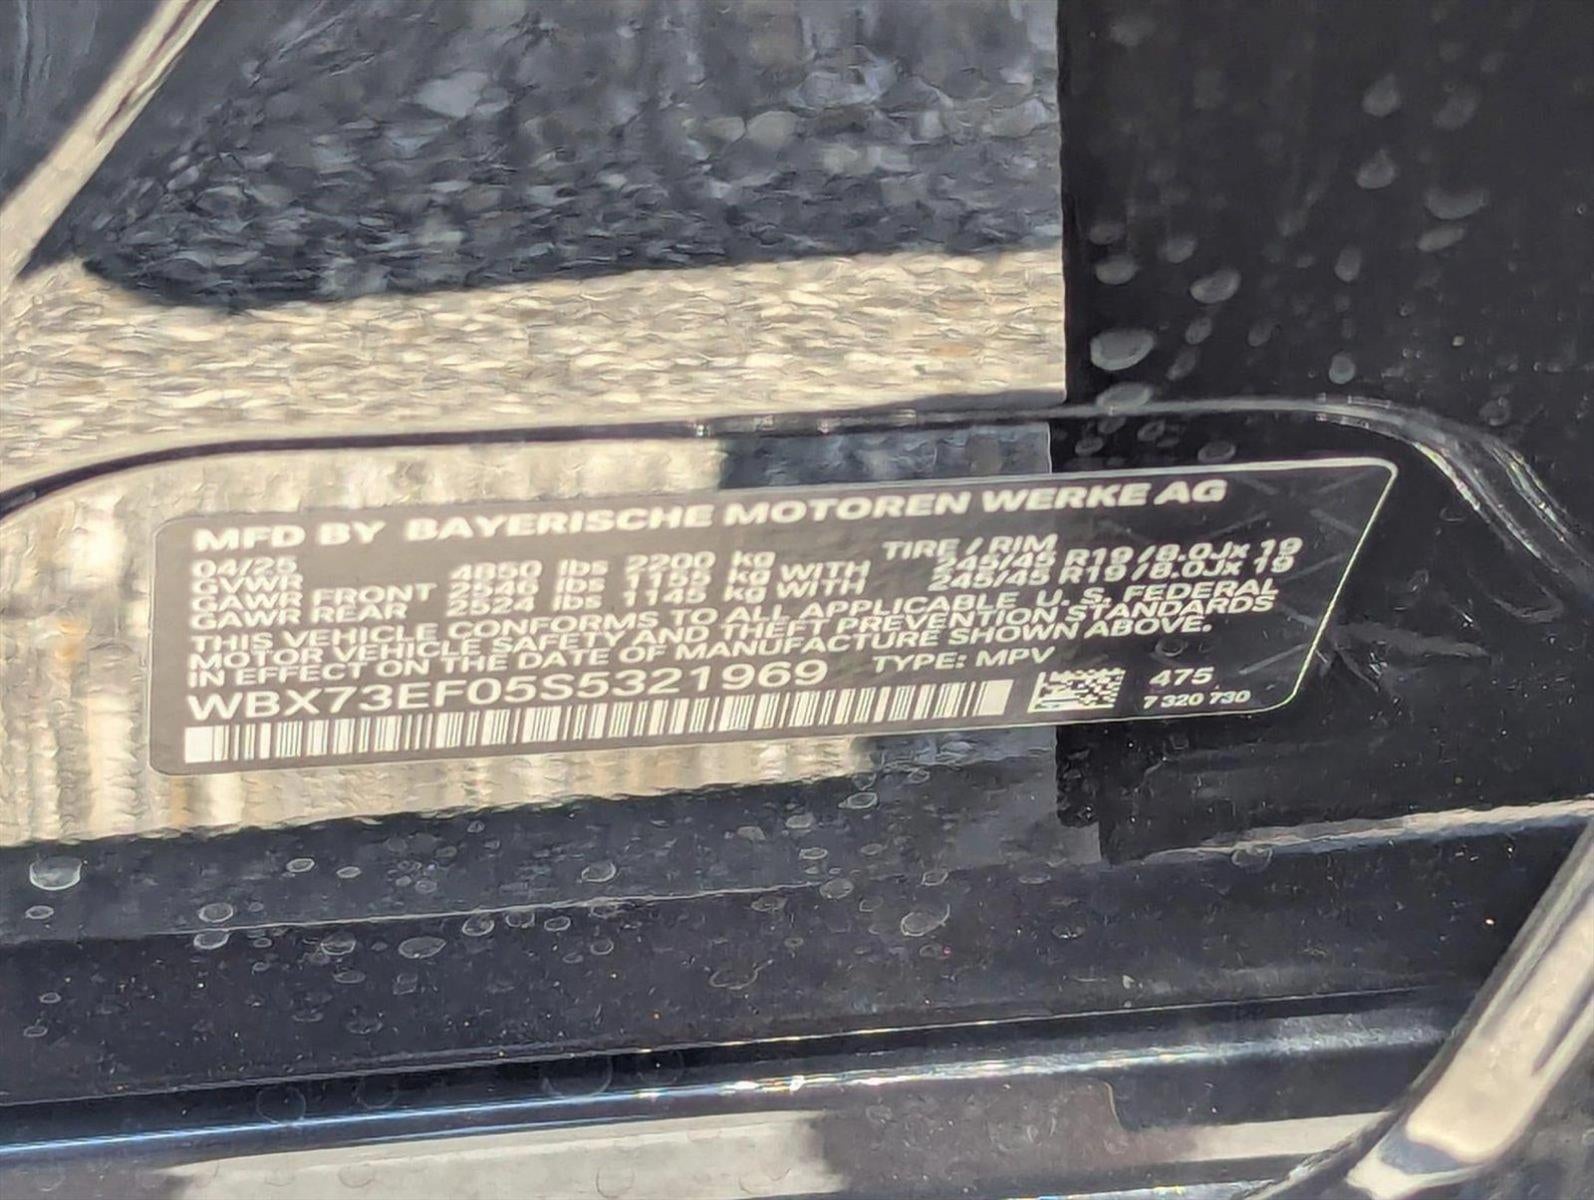 MFD BY BAYERISCHE MOTOREN WERKE AG
04/25 TIRE / RIM
GVWR 4850 lbs 2200 kg
GAWR FRONT 2546 lbs 1155 kg WITH 245/45 R19 /8.0Jx 19
GAWR REAR 2524 lbs 1145 kg WITH 245/45 R19 /8.0Jx 19
THIS VEHICLE CONFORMS TO ALL APPLICABLE U. S. FEDERAL
MOTOR VEHICLE SAFETY AND THEFT PREVENTION STANDARDS
IN EFFECT ON THE DATE OF MANUFACTURE SHOWN ABOVE.
WBX73EF05S5321969 TYPE: MPV
475
7 320 730